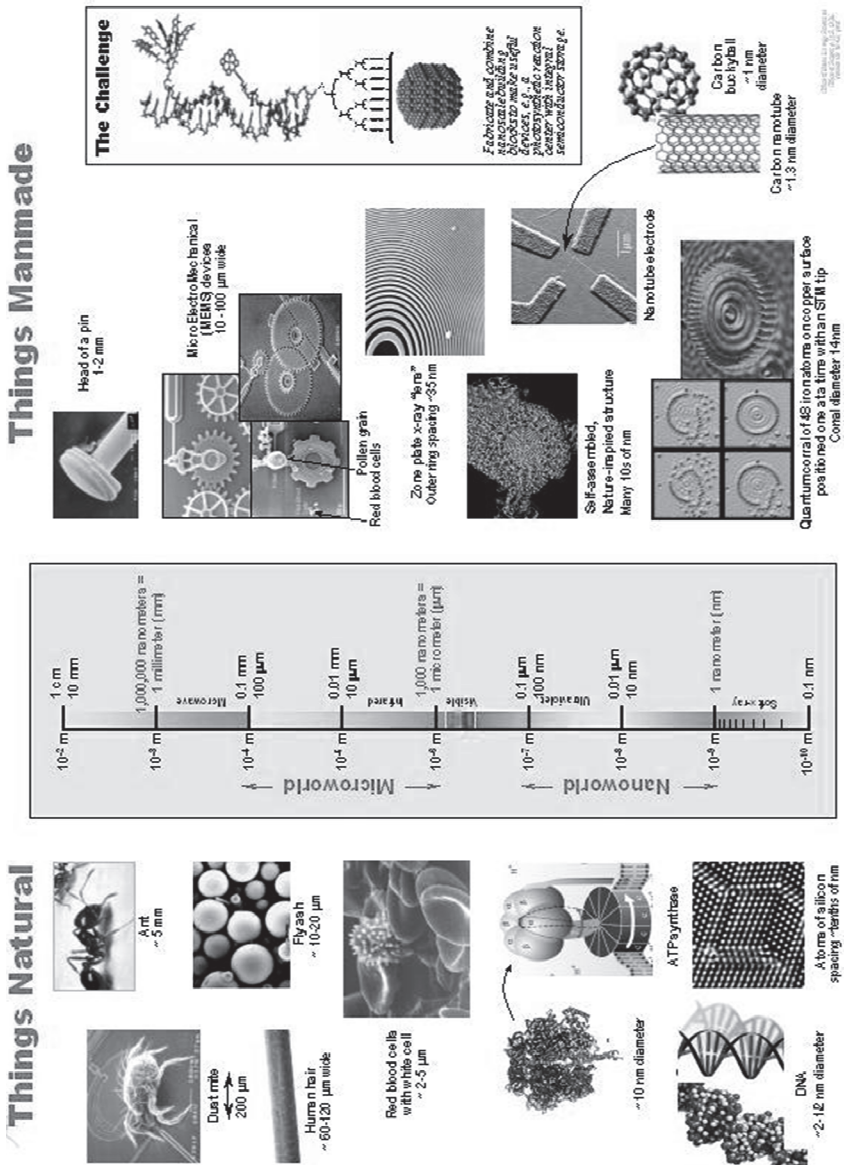 Things Natural
Ant
~ 5 mm
Dust mite
200 µm
Fly ash
~ 10-20 µm
Human hair
~ 60-120 µm wide
Red blood cells
with white cell
~ 2-5 µm
ATP synthase
~10 nm diameter
Atoms of silicon
spacing ~tenths of nm
DNA
~2-1/2 nm diameter
10-2 m
1 cm
10 mm
10-3 m
1,000,000 nanometers =
1 millimeter (mm)
Microwave
10-4 m
0.1 mm
100 µm
10-4 m
0.01 mm
10 µm
Infrared
Microworld
10-6 m
1,000 nanometers =
1 micrometer (µm)
Visible
10-7 m
0.1 µm
100 nm
Ultraviolet,
10-8 m
0.01 µm
10 nm
Nanoworld
10-9 m
1 nanometer (nm)
Soft x-ray
10-10 m
0.1 nm
Things Manmade
Head of a pin
1-2 mm
MicroElectroMechanical
(MEMS) devices
10 -100 µm wide
Pollen grain
Red blood cells
Zone plate x-ray "lens"
Outer ring spacing ~35 nm
Self-assembled,
Nature-inspired structure
Many 10s of nm
1µm
Nanotube electrode
Quantum corral of 48 iron atoms on copper surface
positioned one at a time with an STM tip
Corral diameter 14 nm
Carbon nanotube
~1.3 nm diameter
Carbon
buckyball
~1 nm
diameter
The Challenge
Fabricate and combine
nanoscale building
blocks to make useful
devices, e.g., a
photosynthetic reaction
center with integral
semiconductor storage.